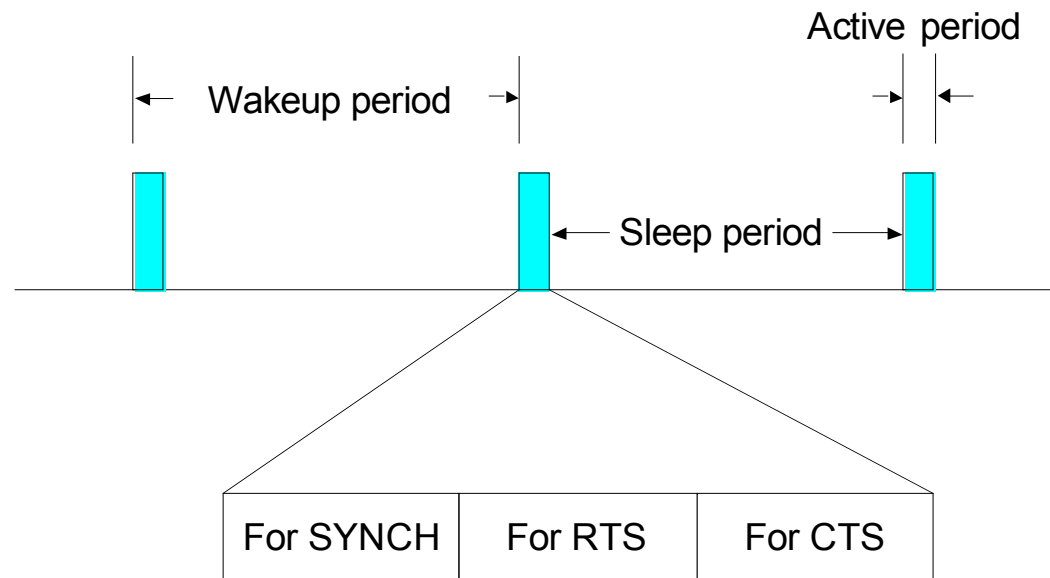 Active period
Wakeup period
Sleep period
For SYNCH
For RTS
For CTS